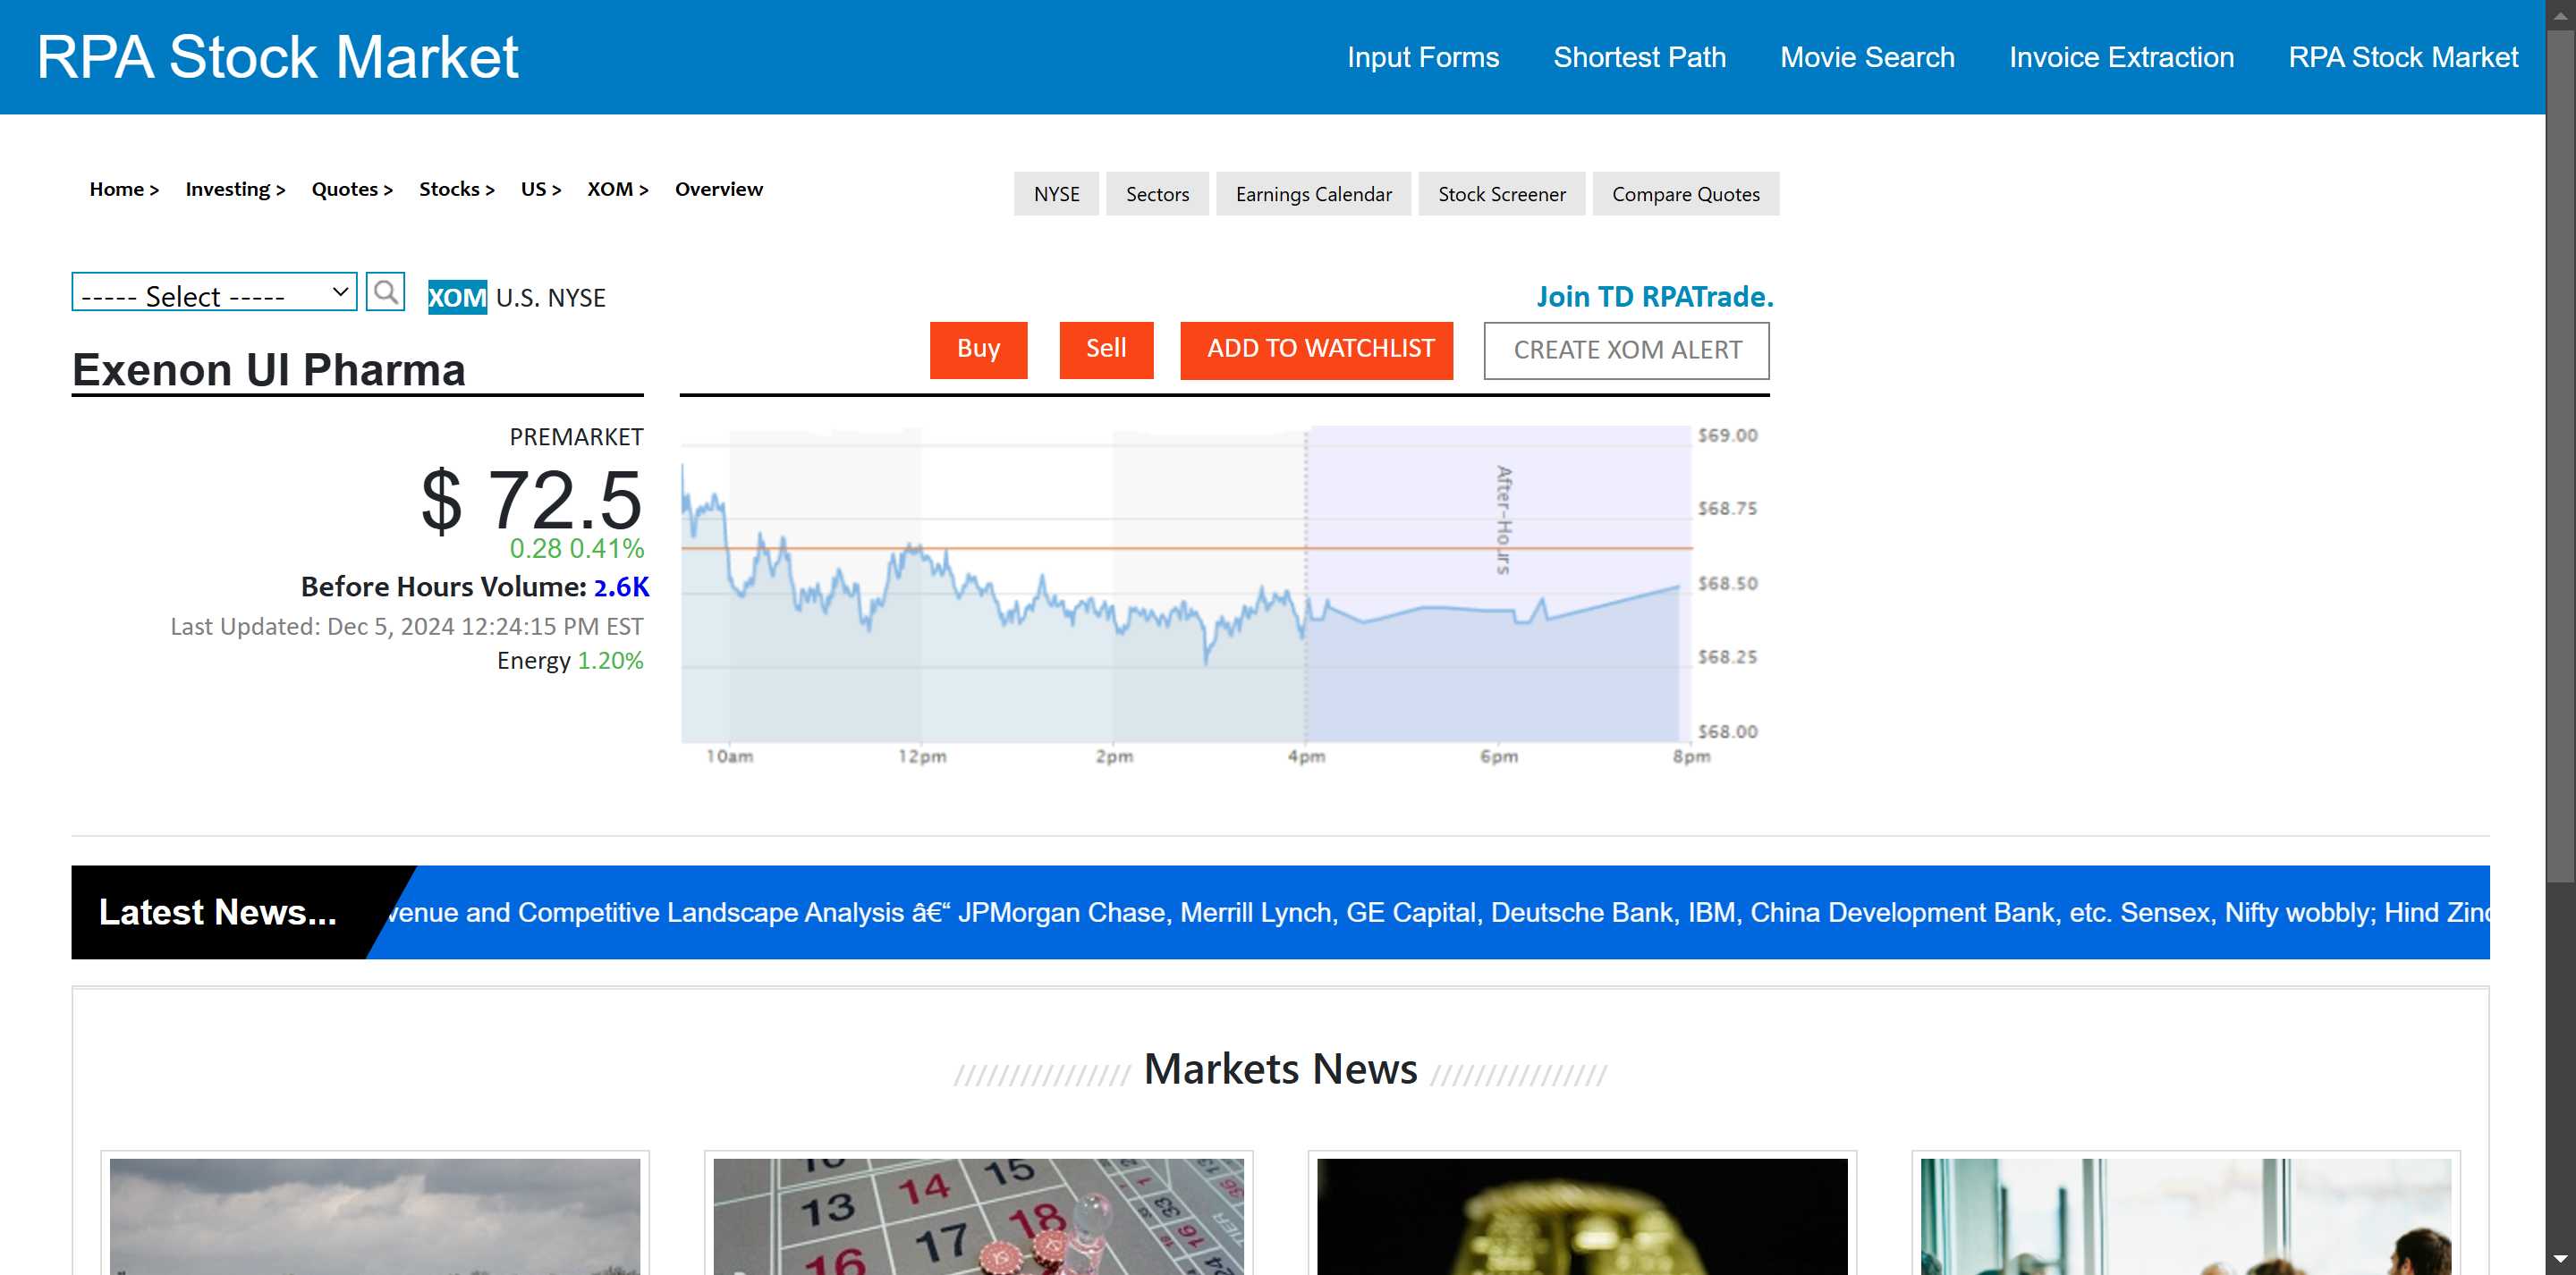 RPA Stock Market
Input Forms Shortest Path Movie Search Invoice Extraction RPA Stock Market
Home > Investing > Quotes > Stocks > US > XOM > Overview
NYSE Sectors Earnings Calendar Stock Screener Compare Quotes
----- Select ----- XOM U.S. NYSE
Join TD RPATrade.
Buy Sell ADD TO WATCHLIST CREATE XOM ALERT
Exenon UI Pharma
PREMARKET
$ 72.5
0.28 0.41%
Before Hours Volume: 2.6K
Last Updated: Dec 5, 2024 12:24:15 PM EST
Energy 1.20%
$69.00
$68.75
$68.50
$68.25
$68.00
After-Hours
10am 12pm 2pm 4pm 6pm 8pm
Latest News... venue and Competitive Landscape Analysis â€“ JPMorgan Chase, Merrill Lynch, GE Capital, Deutsche Bank, IBM, China Development Bank, etc. Sensex, Nifty wobbly; Hind Zinc
/////////////// Markets News ///////////////
13 14 15
16 17 18
33
16
24